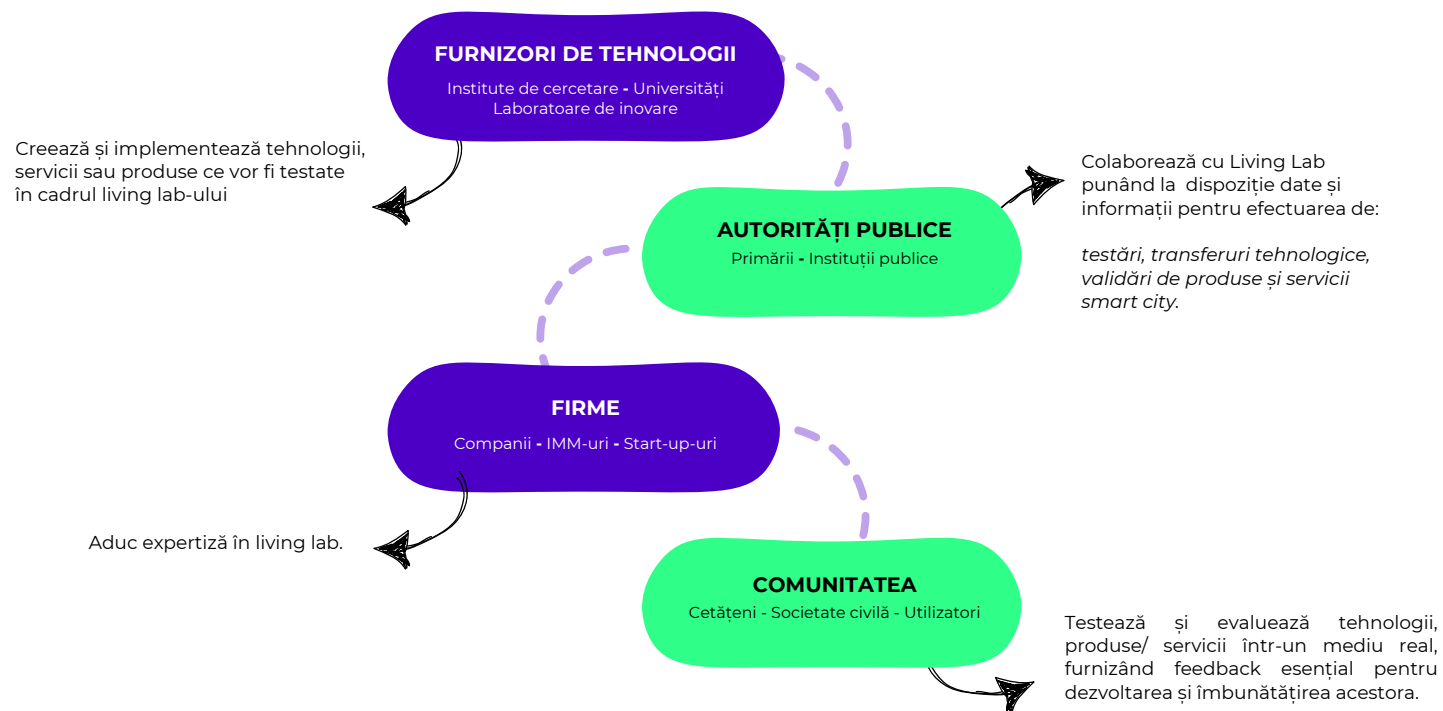 FURNIZORI DE TEHNOLOGII
Institute de cercetare - Universități
Laboratoare de inovare
Creează și implementează tehnologii,
servicii sau produse ce vor fi testate
în cadrul living lab-ului
AUTORITĂȚI PUBLICE
Primării - Instituții publice
Colaborează cu Living Lab
punând la dispoziție date și
informații pentru efectuarea de:
testări, transferuri tehnologice,
validări de produse și servicii
smart city.
FIRME
Companii - IMM-uri - Start-up-uri
Aduc expertiză în living lab.
COMUNITATEA
Cetățeni - Societate civilă - Utilizatori
Testează și evaluează tehnologii,
produse/ servicii într-un mediu real,
furnizând feedback esențial pentru
dezvoltarea și îmbunătățirea acestora.